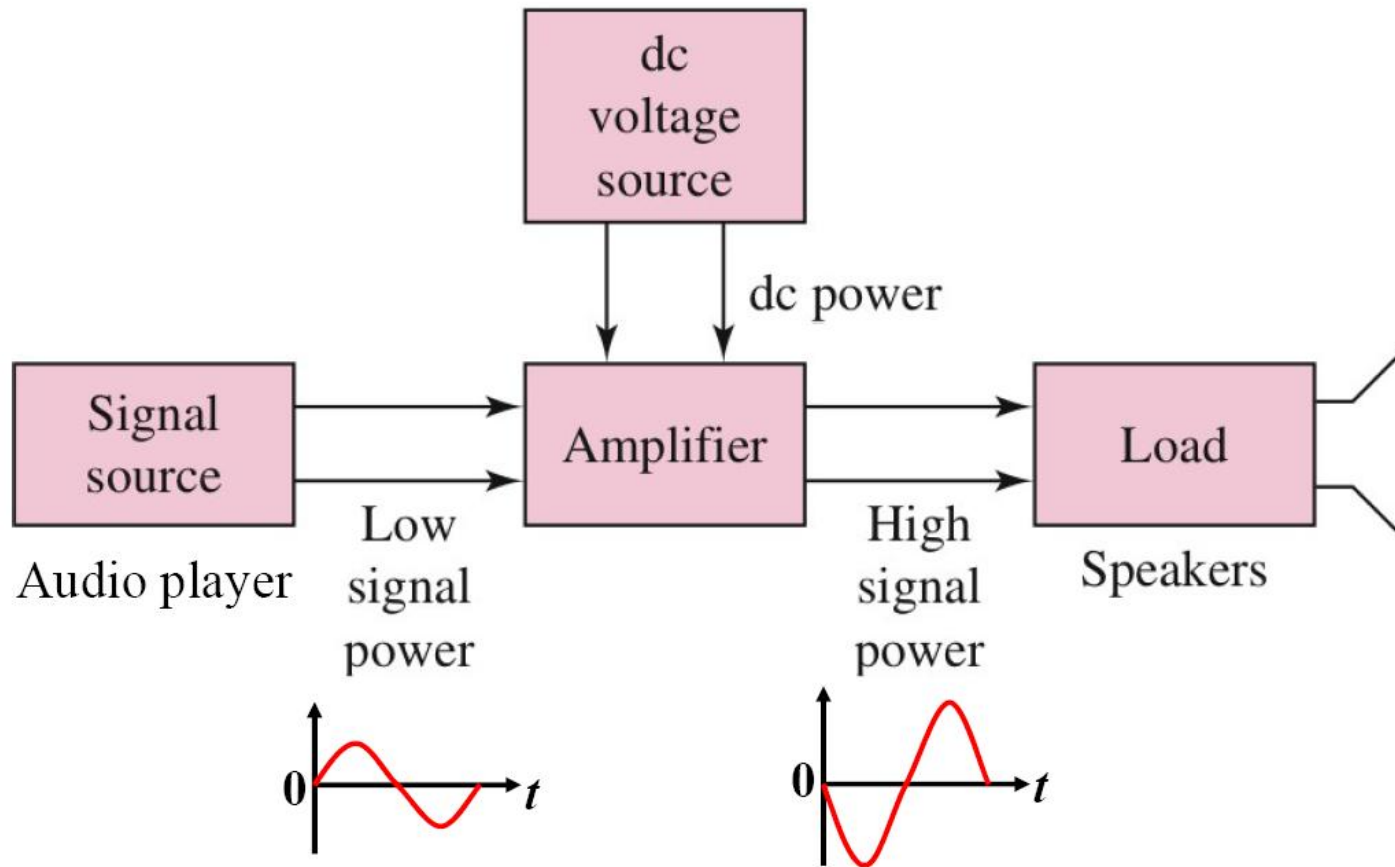 dc
voltage
source
dc power
Signal
source
Amplifier
Load
Audio player
Low
signal
power
High
signal
power
Speakers
0
t
0
t